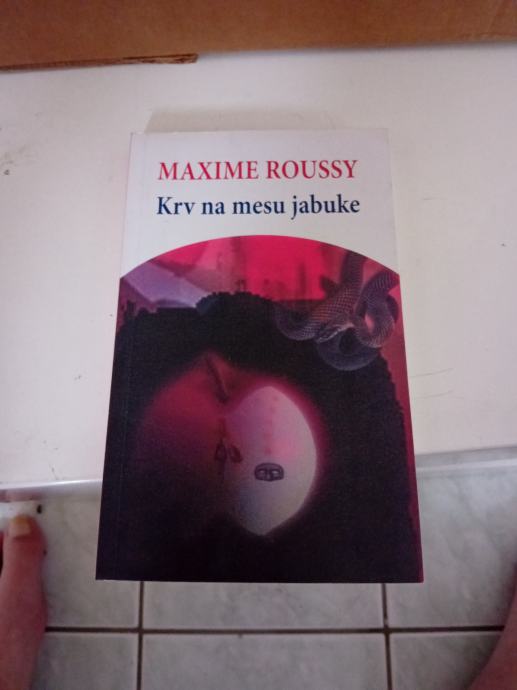 MAXIME ROUSSY
Krv na mesu jabuke